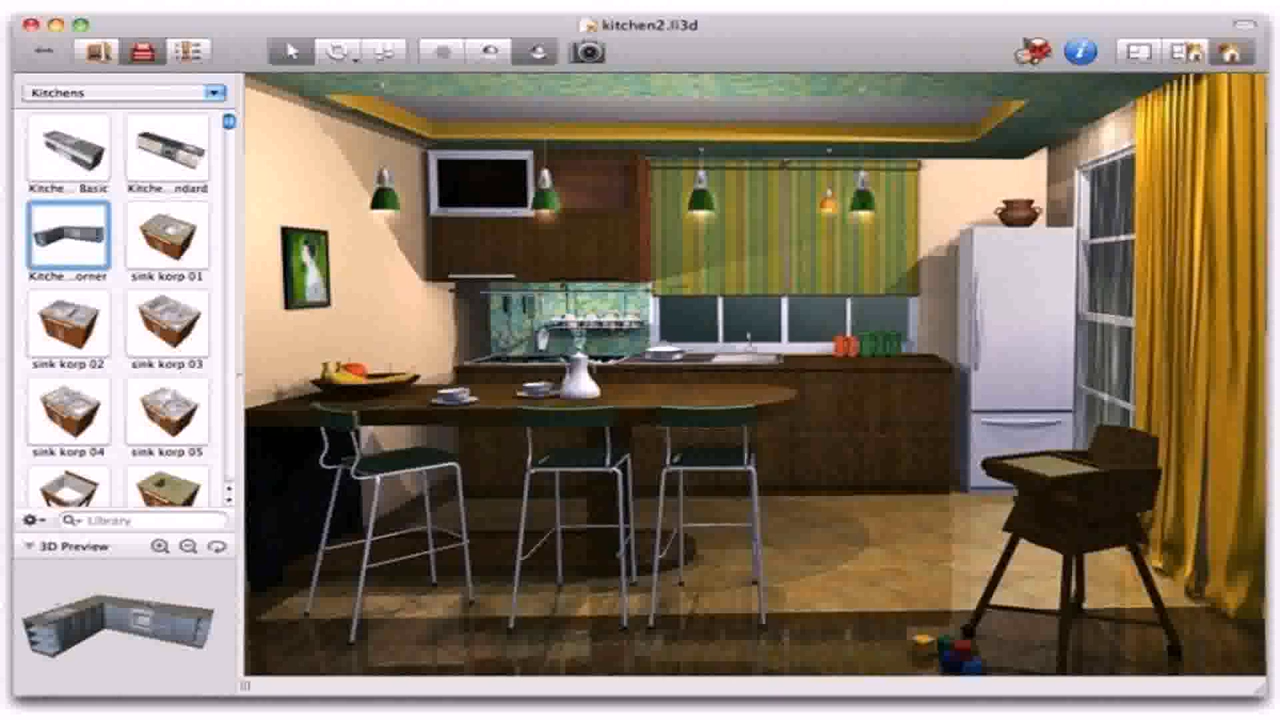 kitchen2.li3d
Kitchens
Kitche... Basic
Kitche...ndard
Kitche...orner
sink korp 01
sink korp 02
sink korp 03
sink korp 04
sink korp 05
Library
3D Preview